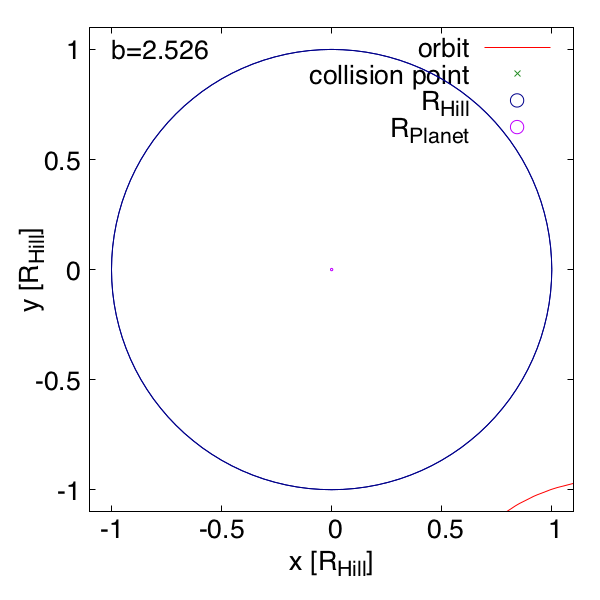 b=2.526
orbit
collision point
R_Hill
R_Planet
1
0.5
0
-0.5
-1
y [R_Hill]
-1 -0.5 0 0.5 1
x [R_Hill]